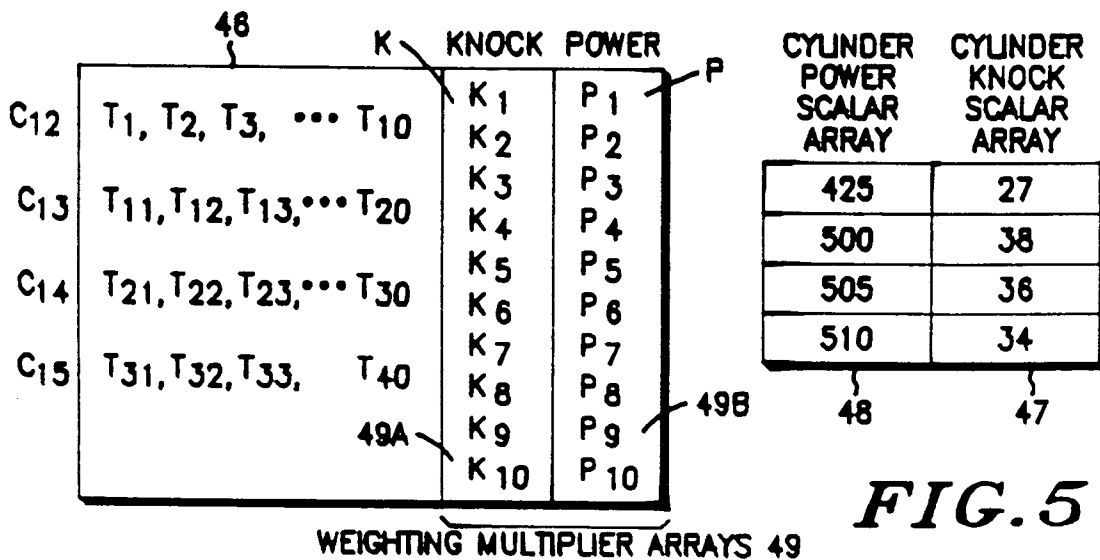 46
K KNOCK POWER
P
C12 T1, T2, T3, ••• T10
C13 T11, T12, T13, ••• T20
C14 T21, T22, T23, ••• T30
C15 T31, T32, T33, T40
K1 P1
K2 P2
K3 P3
K4 P4
K5 P5
K6 P6
K7 P7
K8 P8
K9 P9
K10 P10
49A
49B
WEIGHTING MULTIPLIER ARRAYS 49
CYLINDER POWER SCALAR ARRAY
CYLINDER KNOCK SCALAR ARRAY
425 27
500 38
505 36
510 34
48 47
FIG.5